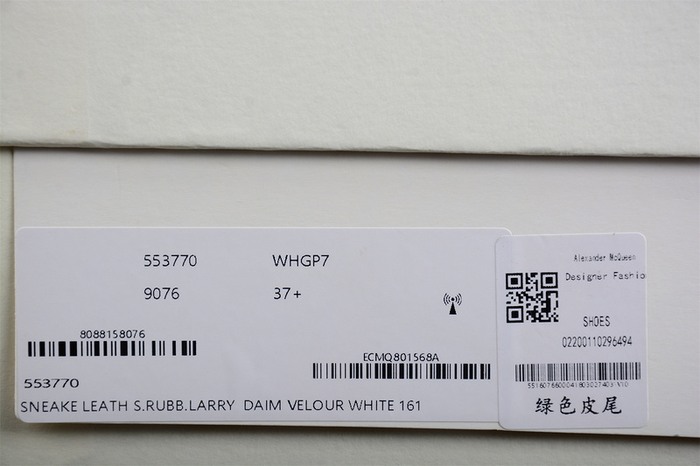 553770 WHGP7
9076 37+
8088158076
ECMQ801568A
553770
SNEAKE LEATH S.RUBB.LARRY DAIM VELOUR WHITE 161
Alexander McQueen
Designer Fashio
SHOES
02200110296494
绿色皮尾